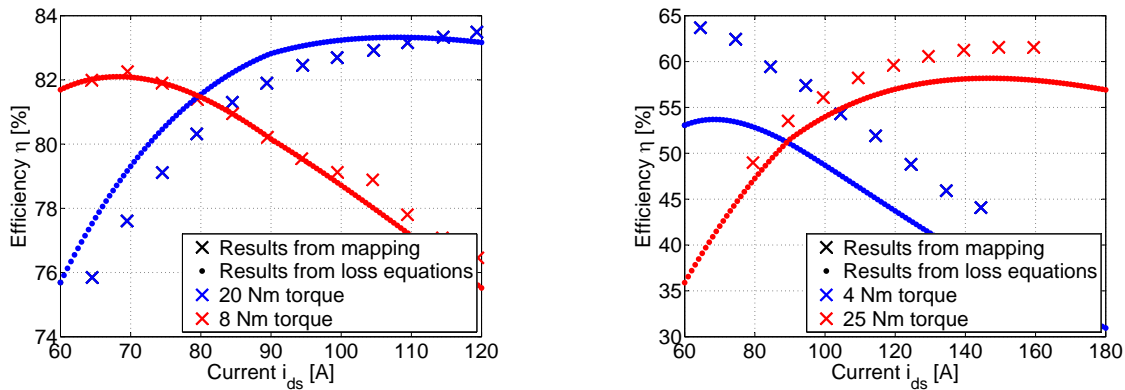 84
82
80
78
76
74
Efficiency η [%]
60 70 80 90 100 110 120
Current i_ds [A]
Results from mapping
Results from loss equations
20 Nm torque
8 Nm torque
65
60
55
50
45
40
35
30
Efficiency η [%]
60 80 100 120 140 160 180
Current i_ds [A]
Results from mapping
Results from loss equations
4 Nm torque
25 Nm torque